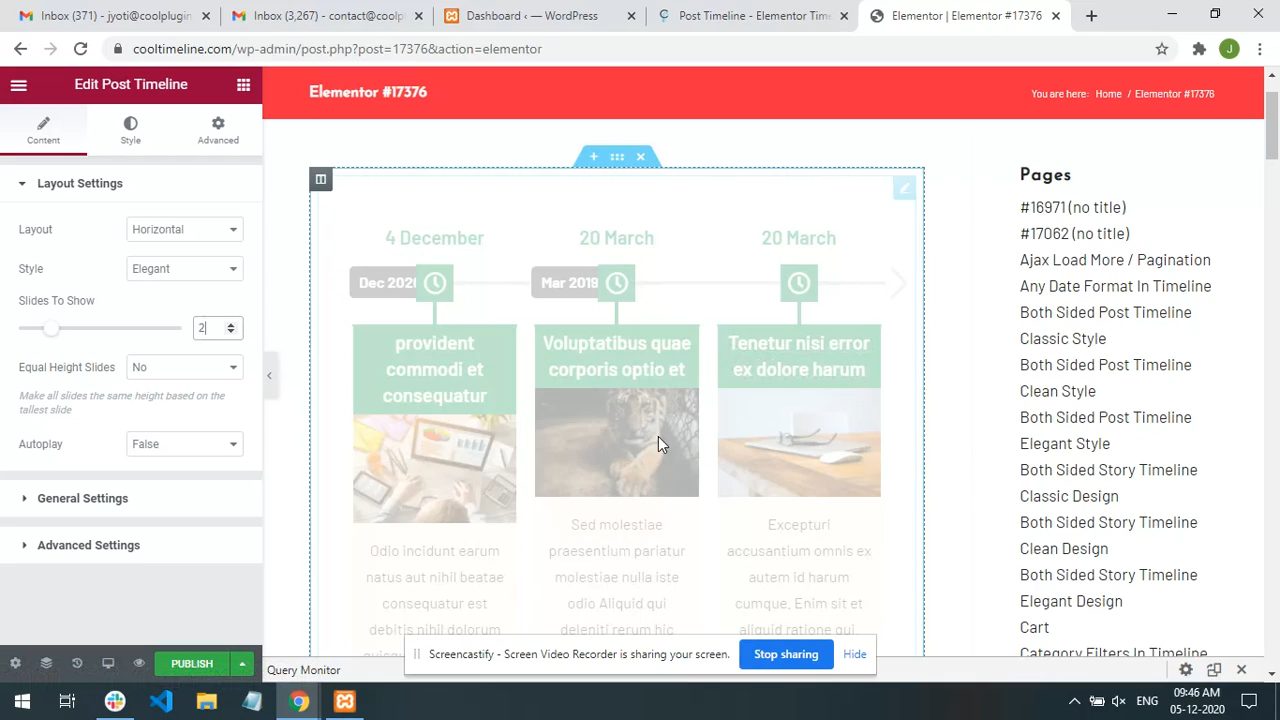 Inbox (371) - jyoti@coolplugin
Inbox (3,267) - contact@coolp
Dashboard ‹ — WordPress
Post Timeline - Elementor Time
Elementor | Elementor #17376
cooltimeline.com/wp-admin/post.php?post=17376&action=elementor
J
Edit Post Timeline
Content
Style
Advanced
Layout Settings
Layout
Horizontal
Style
Elegant
Slides To Show
2
Equal Height Slides
No
Make all slides the same height based on the
tallest slide
Autoplay
False
General Settings
Advanced Settings
PUBLISH
Elementor #17376
You are here: Home / Elementor #17376
4 December
20 March
20 March
Dec 2020
Mar 2019
provident
commodi et
consequatur
Voluptatibus quae
corporis optio et
Tenetur nisi error
ex dolore harum
Odio incidunt earum
natus aut nihil beatae
consequatur est
debitis nihil dolorum
Sed molestiae
praesentium pariatur
molestiae nulla iste
odio Aliquid qui
deleniti rerum hic
Excepturi
accusantium omnis ex
autem id harum
cumque. Enim sit et
aliquid ratione qui
Pages
#16971 (no title)
#17062 (no title)
Ajax Load More / Pagination
Any Date Format In Timeline
Both Sided Post Timeline
Classic Style
Both Sided Post Timeline
Clean Style
Both Sided Post Timeline
Elegant Style
Both Sided Story Timeline
Classic Design
Both Sided Story Timeline
Clean Design
Both Sided Story Timeline
Elegant Design
Cart
Category Filters In Timeline
Screencastify - Screen Video Recorder is sharing your screen.
Stop sharing
Hide
Query Monitor
ENG
09:46 AM
05-12-2020